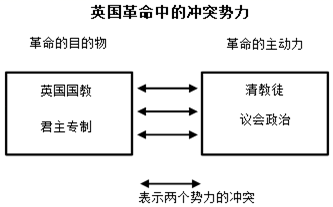 英国革命中的冲突势力
革命的目的物
革命的主动力
英国国教
清教徒
君主专制
议会政治
表示两个势力的冲突